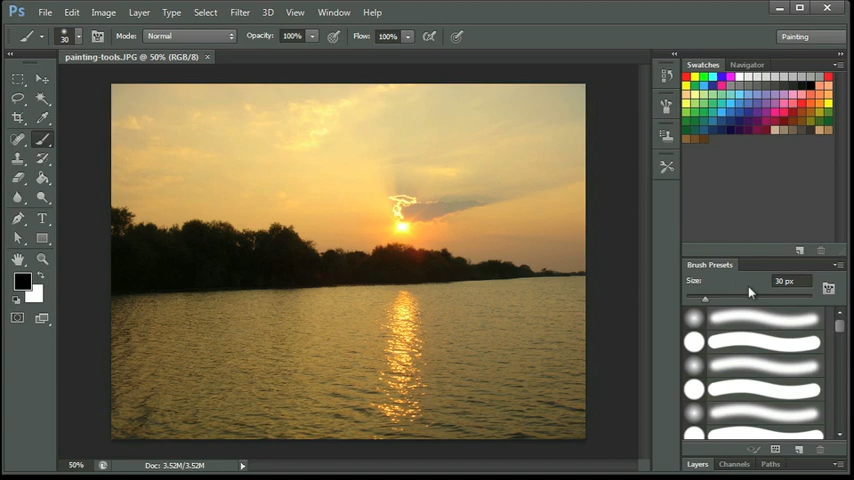 Ps File Edit Image Layer Type Select Filter 3D View Window Help
30 Mode: Normal Opacity: 100% Flow: 100% Painting
painting-tools.JPG @ 50% (RGB/8) ×
Swatches Navigator
T
Brush Presets
Size: 30 px
50% Doc: 3.52M/3.52M
Layers Channels Paths